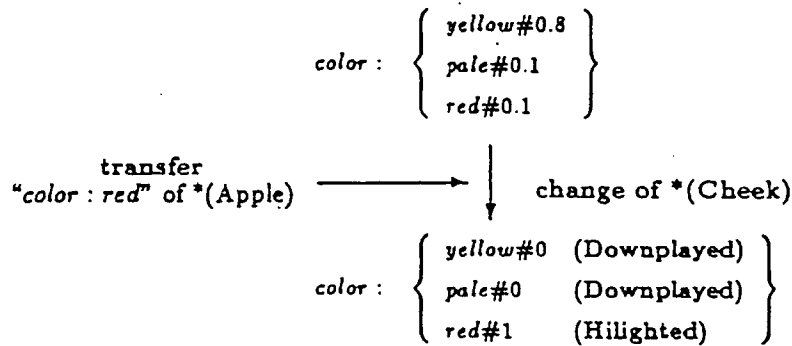 yellow#0.8
color : pale#0.1
red#0.1
transfer
"color : red" of *(Apple)
change of *(Cheek)
yellow#0 (Downplayed)
color : pale#0 (Downplayed)
red#1 (Hilighted)